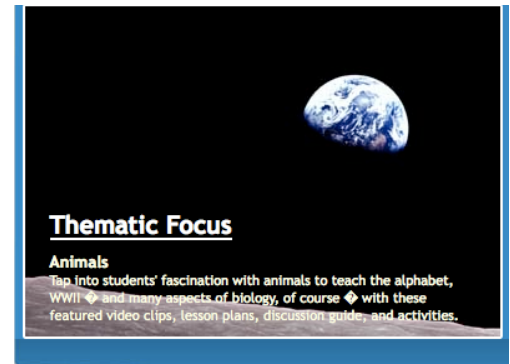 Thematic Focus
Animals
Tap into students' fascination with animals to teach the alphabet,
WWII � and many aspects of biology, of course � with these
featured video clips, lesson plans, discussion guide, and activities.